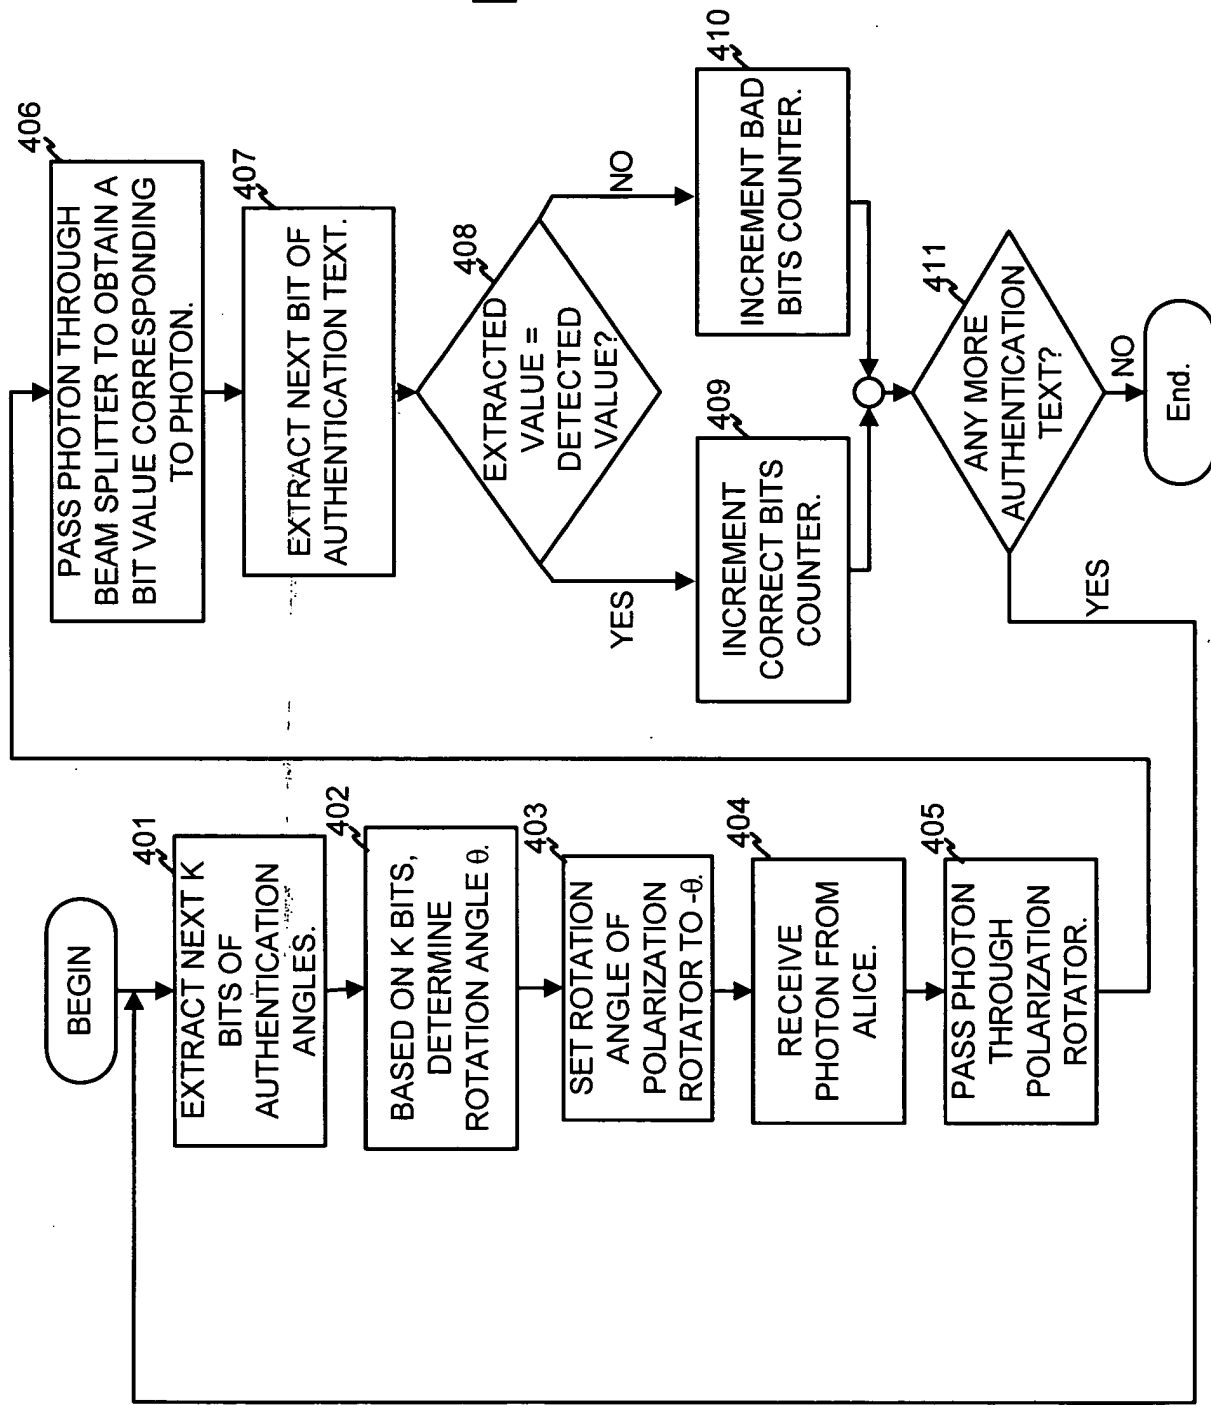 BEGIN
401
EXTRACT NEXT K
BITS OF
AUTHENTICATION
ANGLES.
402
BASED ON K BITS,
DETERMINE
ROTATION ANGLE θ.
403
SET ROTATION
ANGLE OF
POLARIZATION
ROTATOR TO -θ.
404
RECEIVE
PHOTON FROM
ALICE.
405
PASS PHOTON
THROUGH
POLARIZATION
ROTATOR.
406
PASS PHOTON THROUGH
BEAM SPLITTER TO OBTAIN A
BIT VALUE CORRESPONDING
TO PHOTON.
407
EXTRACT NEXT BIT OF
AUTHENTICATION TEXT.
408
EXTRACTED
VALUE =
DETECTED
VALUE?
YES
NO
409
INCREMENT
CORRECT BITS
COUNTER.
410
INCREMENT BAD
BITS COUNTER.
411
ANY MORE
AUTHENTICATION
TEXT?
YES
NO
End.